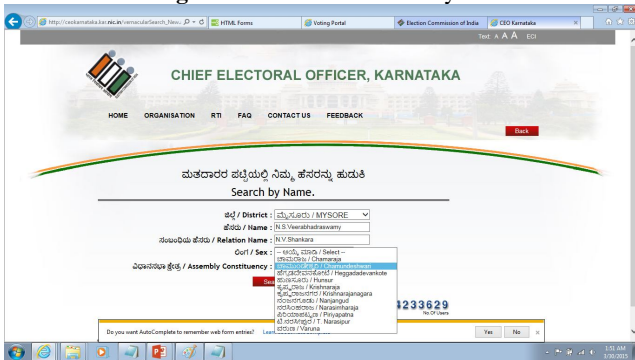 http://ceokarnataka.kar.nic.in/vernacularSearch_New.
HTML Forms
Voting Portal
Election Commission of India
CEO Karnataka
Text: A A A ECI
CHIEF ELECTORAL OFFICER, KARNATAKA
HOME ORGANISATION RTI FAQ CONTACT US FEEDBACK
Back
ಮತದಾರರ ಪಟ್ಟಿಯಲ್ಲಿ ನಿಮ್ಮ ಹೆಸರನ್ನು ಹುಡುಕಿ
Search by Name.
ಜಿಲ್ಲೆ / District : ಮೈಸೂರು / MYSORE
ಹೆಸರು / Name : N.S.Veerabhadraswamy
ಸಂಬಂಧಿಯ ಹೆಸರು / Relation Name : N.V.Shankara
ಲಿಂಗ / Sex : -- ಆಯ್ಕೆ ಮಾಡಿ / Select --
ಚಾಮರಾಜ / Chamaraja
ವಿಧಾನಸಭಾ ಕ್ಷೇತ್ರ / Assembly Constituency : ಚಾಮುಂಡೇಶ್ವರಿ / Chamundeshwari
ಹೆಗ್ಗಡದೇವನಕೋಟೆ / Heggadadevankote
ಹುಣಸೂರು / Hunsur
ಕೃಷ್ಣರಾಜ / Krishnaraja
ಕೃಷ್ಣರಾಜನಗರ / Krishnarajanagara
ನಂಜನಗೂಡು / Nanjangud
ನರಸಿಂಹರಾಜ / Narasimharaja
ಪಿರಿಯಾಪಟ್ಟಣ / Piriyapatna
ಟಿ.ನರಸೀಪುರ / T. Narasipur
ವರುಣ / Varuna
4233629
No Of Users
Do you want AutoComplete to remember web form entries?
Yes No
1:51 AM
3/30/2015